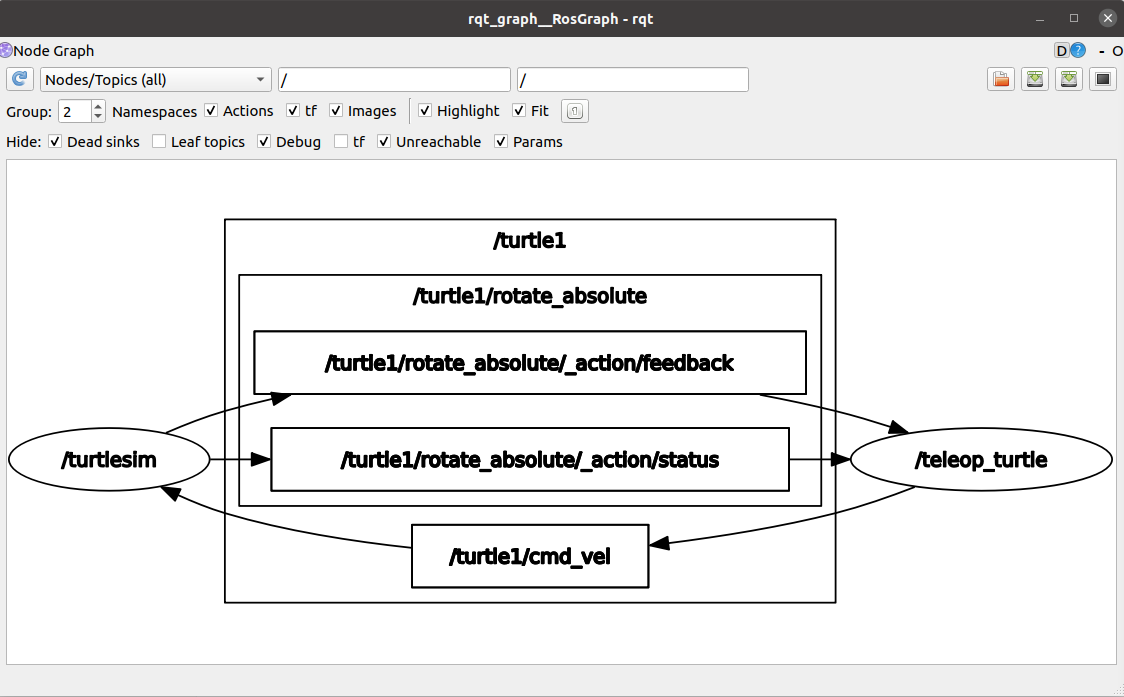 rqt_graph__RosGraph - rqt
Node Graph
D ? - O
Nodes/Topics (all) / /
Group: 2 Namespaces Actions tf Images Highlight Fit
Hide: Dead sinks Leaf topics Debug tf Unreachable Params
/turtle1
/turtle1/rotate_absolute
/turtle1/rotate_absolute/_action/feedback
/turtlesim
/turtle1/rotate_absolute/_action/status
/teleop_turtle
/turtle1/cmd_vel